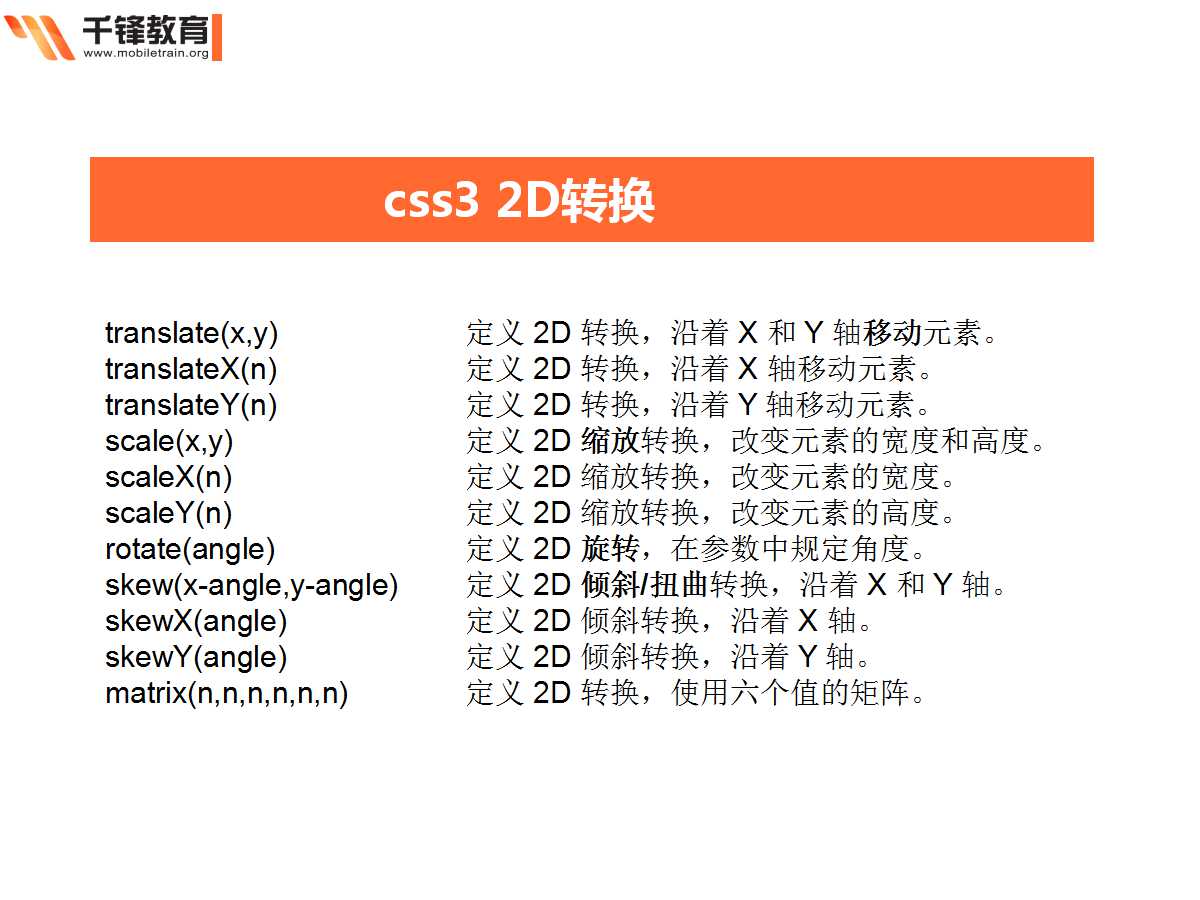 千锋教育
www.mobiletrain.org
css3 2D转换
translate(x,y) 定义 2D 转换，沿着 X 和 Y 轴移动元素。
translateX(n) 定义 2D 转换，沿着 X 轴移动元素。
translateY(n) 定义 2D 转换，沿着 Y 轴移动元素。
scale(x,y) 定义 2D 缩放转换，改变元素的宽度和高度。
scaleX(n) 定义 2D 缩放转换，改变元素的宽度。
scaleY(n) 定义 2D 缩放转换，改变元素的高度。
rotate(angle) 定义 2D 旋转，在参数中规定角度。
skew(x-angle,y-angle) 定义 2D 倾斜/扭曲转换，沿着 X 和 Y 轴。
skewX(angle) 定义 2D 倾斜转换，沿着 X 轴。
skewY(angle) 定义 2D 倾斜转换，沿着 Y 轴。
matrix(n,n,n,n,n,n) 定义 2D 转换，使用六个值的矩阵。